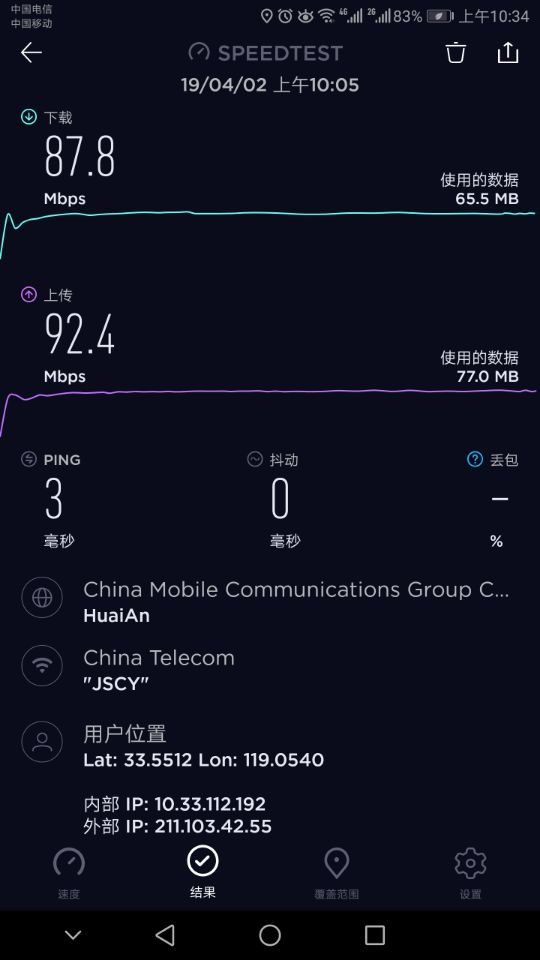 中国电信
中国移动
4G 2G 83% 上午10:34
SPEEDTEST
19/04/02 上午10:05
下载
87.8
Mbps
使用的数据
65.5 MB
上传
92.4
Mbps
使用的数据
77.0 MB
PING
3
毫秒
抖动
0
毫秒
丢包
–
%
China Mobile Communications Group C...
HuaiAn
China Telecom
"JSCY"
用户位置
Lat: 33.5512 Lon: 119.0540
内部 IP: 10.33.112.192
外部 IP: 211.103.42.55
速度
结果
覆盖范围
设置